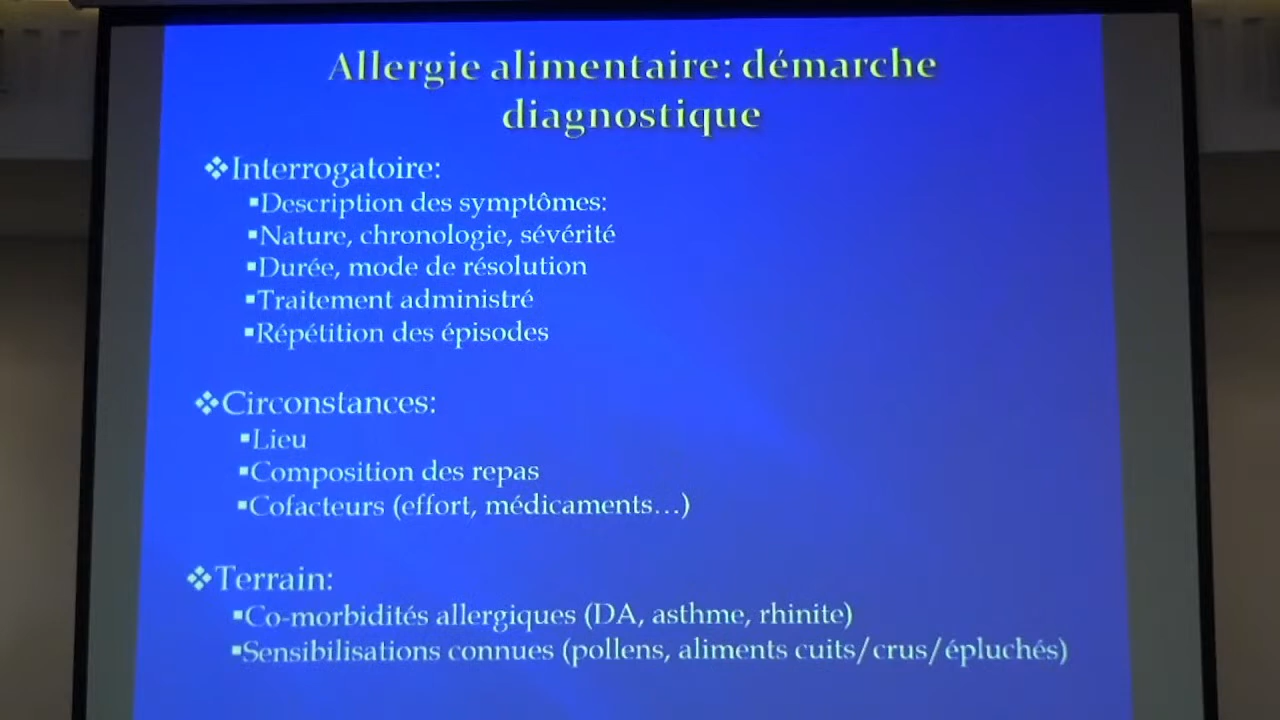 Allergie alimentaire: démarche
diagnostique
❖Interrogatoire:
▪Description des symptômes:
▪Nature, chronologie, sévérité
▪Durée, mode de résolution
▪Traitement administré
▪Répétition des épisodes
❖Circonstances:
▪Lieu
▪Composition des repas
▪Cofacteurs (effort, médicaments…)
❖Terrain:
▪Co-morbidités allergiques (DA, asthme, rhinite)
▪Sensibilisations connues (pollens, aliments cuits/crus/épluchés)